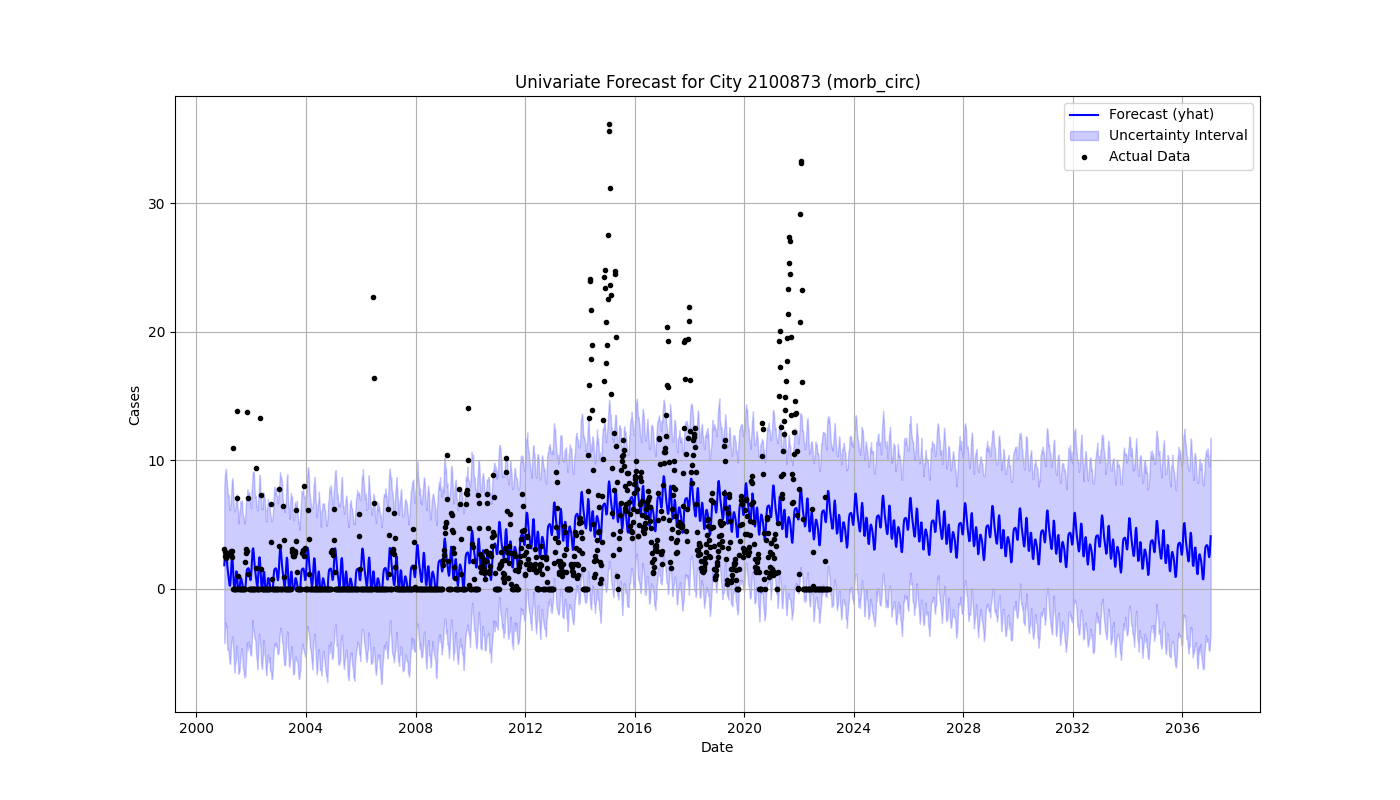 Univariate Forecast for City 2100873 (morb_circ)
Forecast (yhat)
Uncertainty Interval
Actual Data
Cases
30
20
10
0
2000 2004 2008 2012 2016 2020 2024 2028 2032 2036
Date